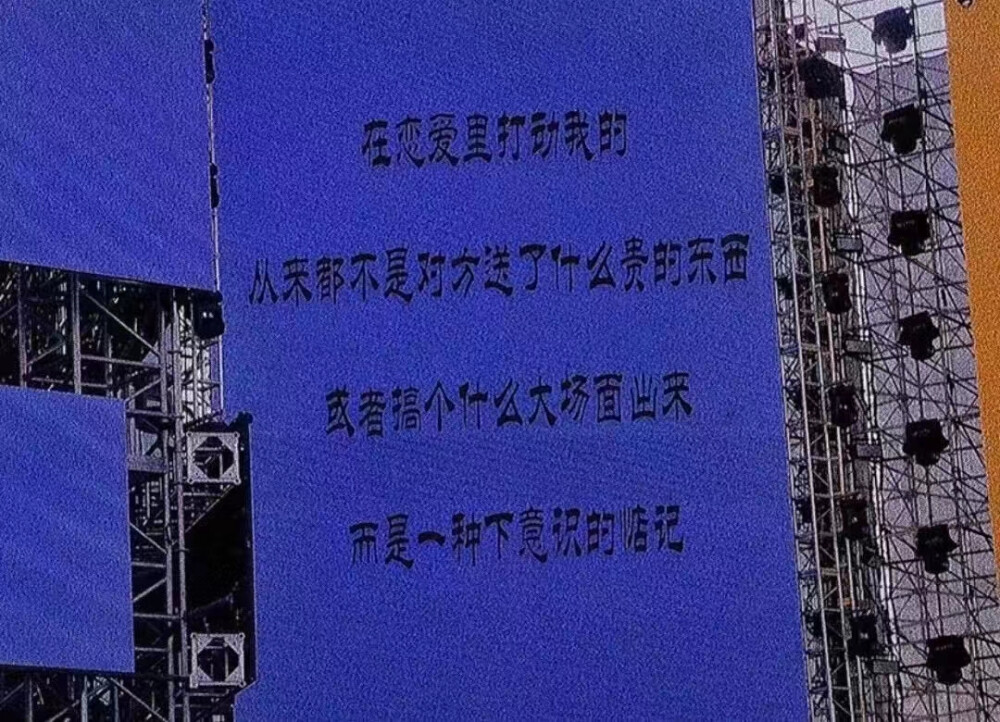 在恋爱里打动我的
从来都不是对方送了什么贵的东西
或者搞个什么大场面出来
而是一种下意识的惦记